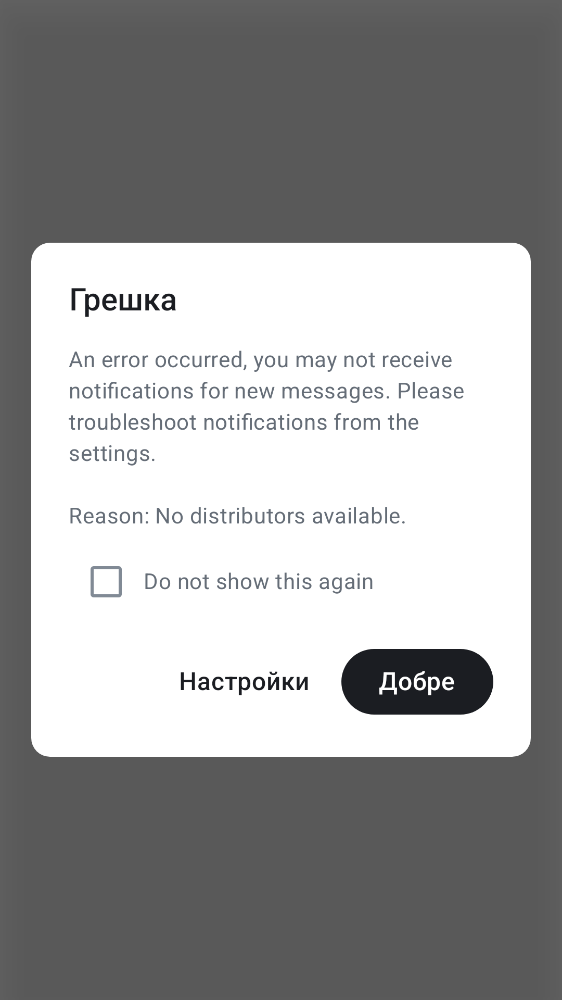 Грешка
An error occurred, you may not receive
notifications for new messages. Please
troubleshoot notifications from the
settings.
Reason: No distributors available.
Do not show this again
Настройки
Добре